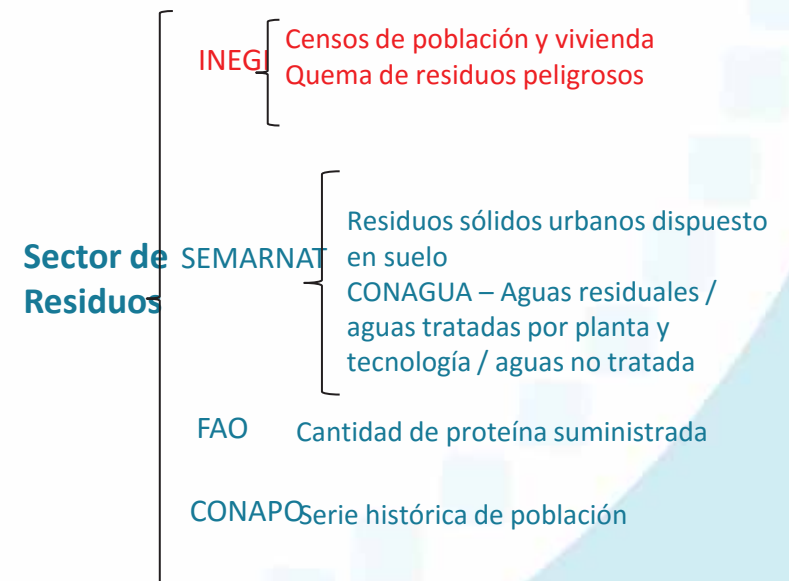 INEGI
Censos de población y vivienda
Quema de residuos peligrosos
Sector de
Residuos
SEMARNAT
Residuos sólidos urbanos dispuesto
en suelo
CONAGUA – Aguas residuales /
aguas tratadas por planta y
tecnología / aguas no tratada
FAO
Cantidad de proteína suministrada
CONAPO
Serie histórica de población